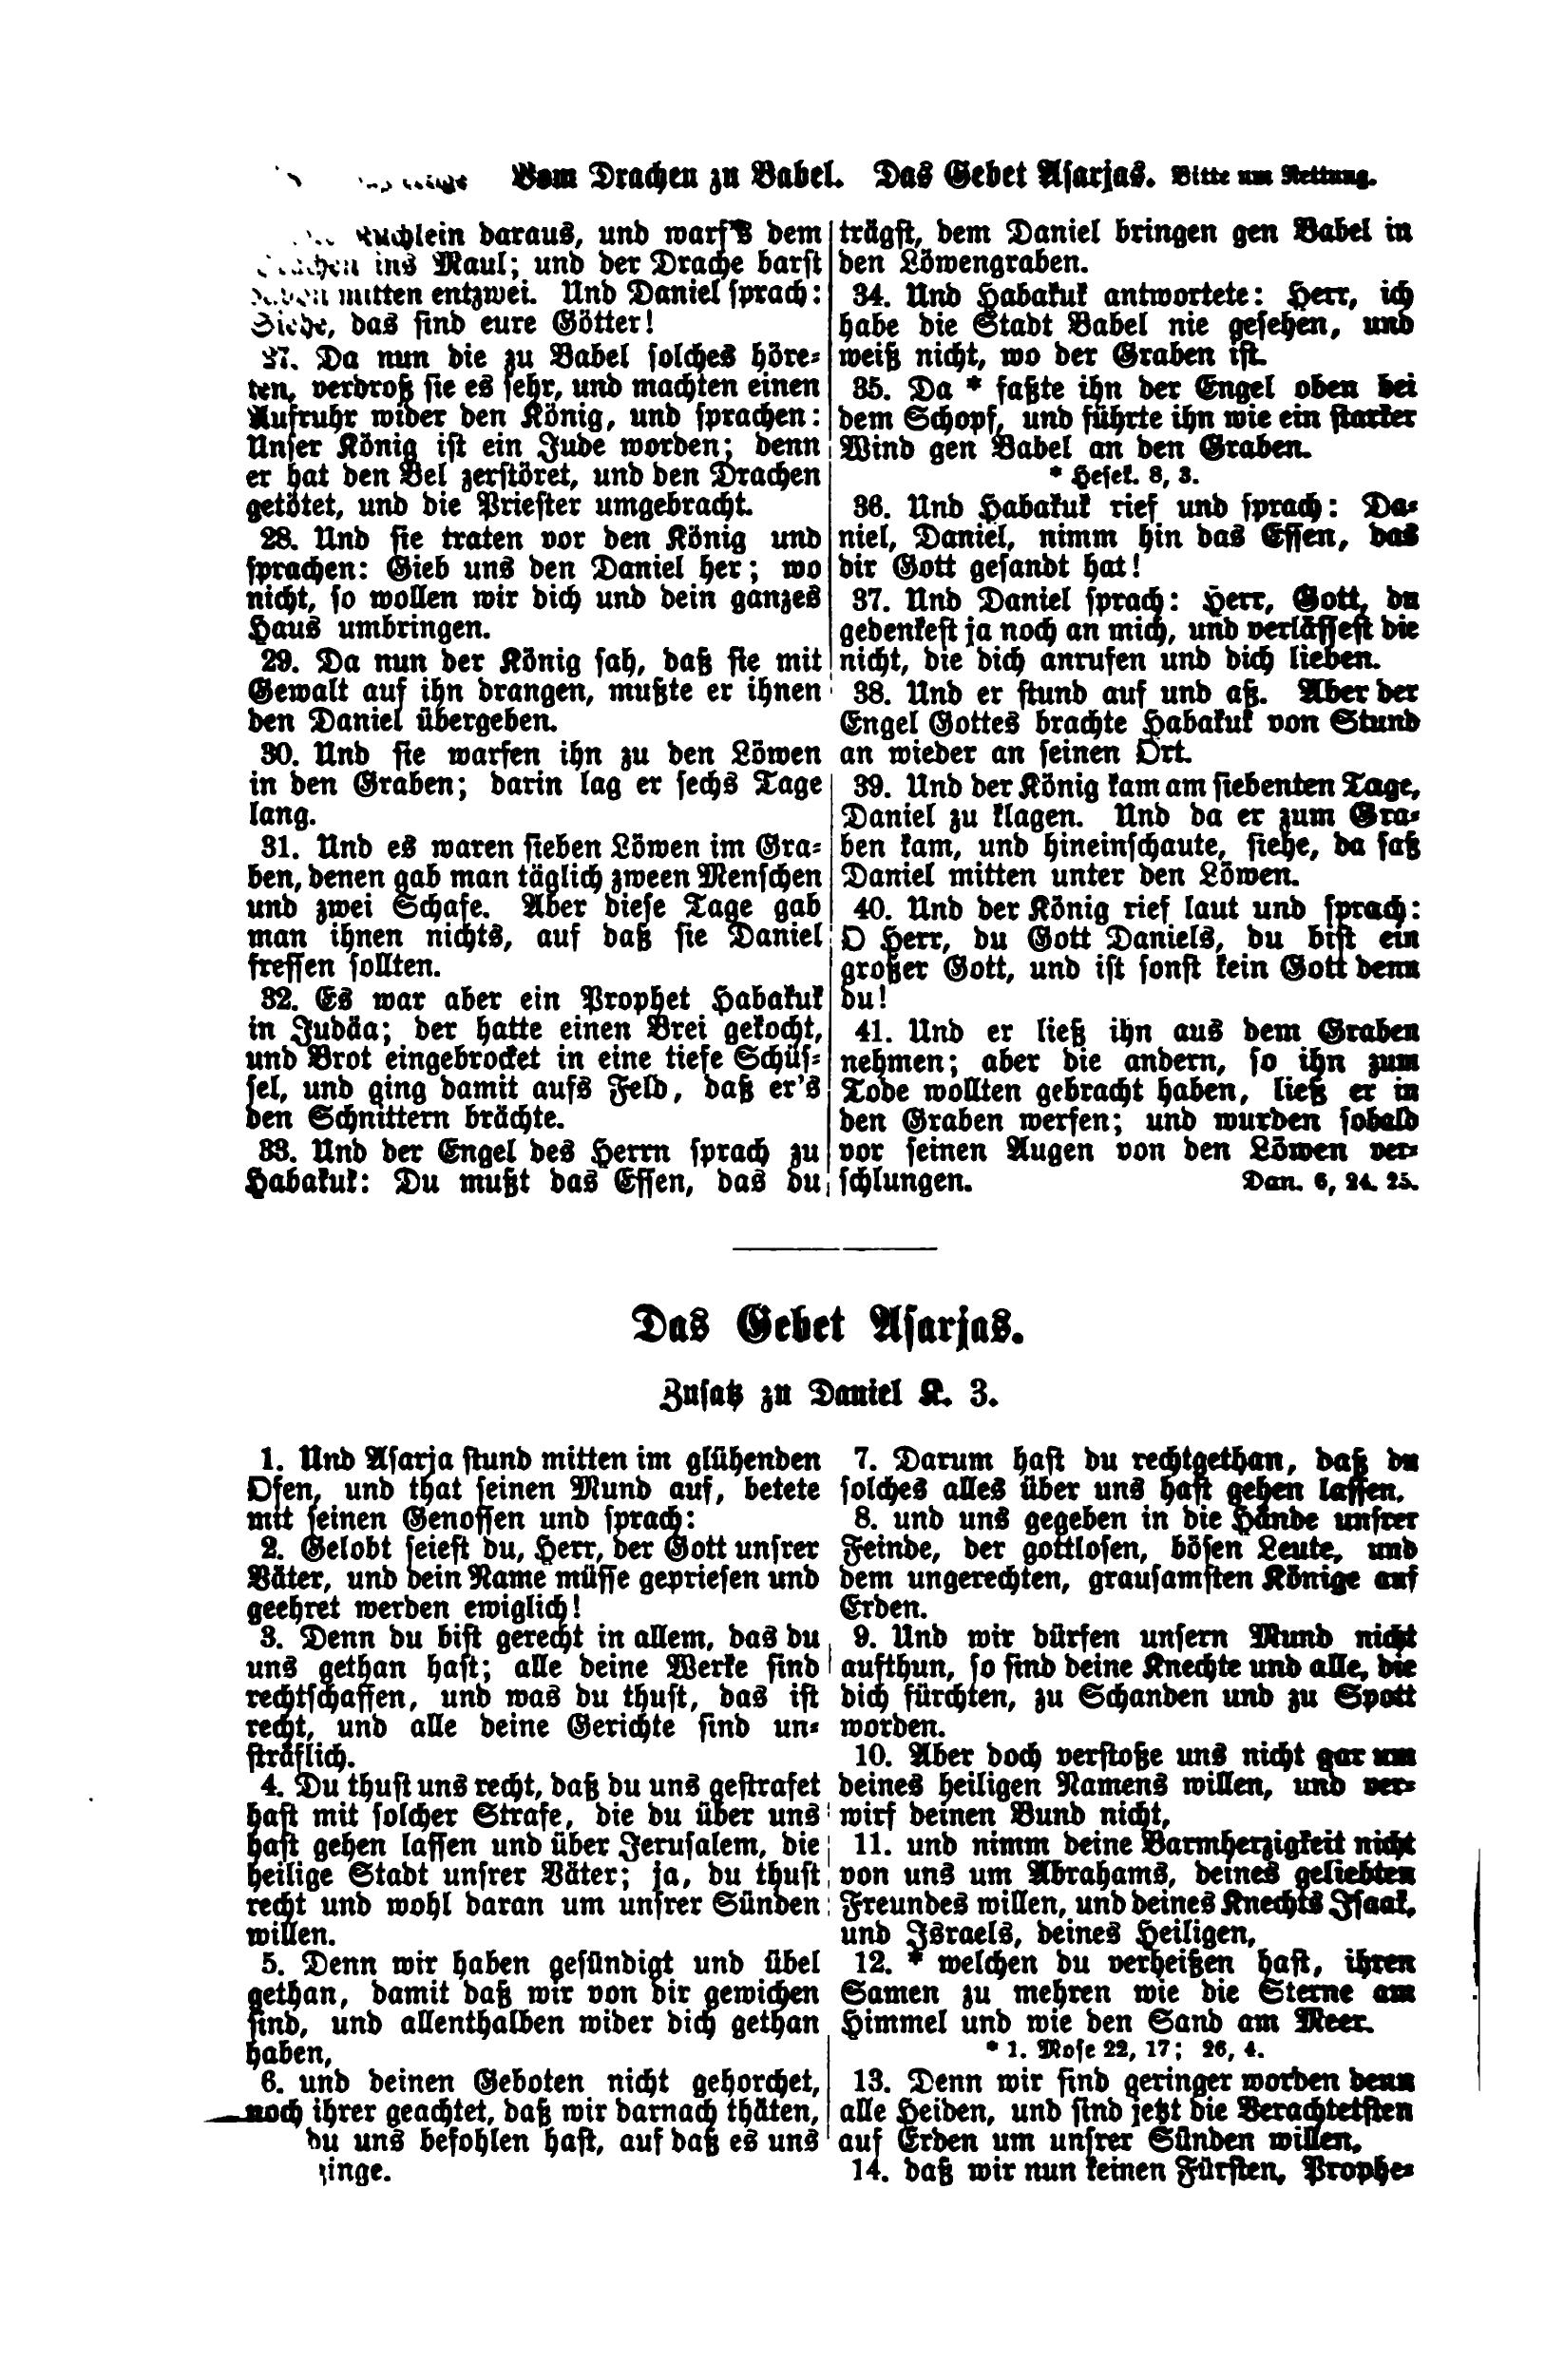 Vom Drachen zu Babel. Das Gebet Asarjas. Bitte um Rettung.
daraus, und warf's dem
ins Maul; und der Drache barst
mitten entzwei. Und Daniel sprach:
Siehe, das sind eure Götter!
27. Da nun die zu Babel solches höre-
ten, verdroß sie es sehr, und machten einen
Aufruhr wider den König, und sprachen:
Unser König ist ein Jude worden; denn
er hat den Bel zerstöret, und den Drachen
getötet, und die Priester umgebracht.
28. Und sie traten vor den König und
sprachen: Gieb uns den Daniel her; wo
nicht, so wollen wir dich und dein ganzes
Haus umbringen.
29. Da nun der König sah, daß sie mit
Gewalt auf ihn drangen, mußte er ihnen
den Daniel übergeben.
30. Und sie warfen ihn zu den Löwen
in den Graben; darin lag er sechs Tage
lang.
31. Und es waren sieben Löwen im Gra-
ben, denen gab man täglich zween Menschen
und zwei Schafe. Aber diese Tage gab
man ihnen nichts, auf daß sie Daniel
fressen sollten.
32. Es war aber ein Prophet Habakuk
in Judäa; der hatte einen Brei gekocht,
und Brot eingebrocket in eine tiefe Schüs-
sel, und ging damit aufs Feld, daß er's
den Schnittern brächte.
33. Und der Engel des Herrn sprach zu
Habakuk: Du mußt das Essen, das du
trägst, dem Daniel bringen gen Babel in
den Löwengraben.
34. Und Habakuk antwortete: Herr, ich
habe die Stadt Babel nie gesehen, und
weiß nicht, wo der Graben ist.
35. Da * faßte ihn der Engel oben bei
dem Schopf, und führte ihn wie ein starker
Wind gen Babel an den Graben.
* Hesek. 8, 3.
36. Und Habakuk rief und sprach: Da-
niel, Daniel, nimm hin das Essen, das
dir Gott gesandt hat!
37. Und Daniel sprach: Herr, Gott, du
gedenkest ja noch an mich, und verlässest die
nicht, die dich anrufen und dich lieben.
38. Und er stund auf und aß. Aber der
Engel Gottes brachte Habakuk von Stund
an wieder an seinen Ort.
39. Und der König kam am siebenten Tage,
Daniel zu klagen. Und da er zum Gra-
ben kam, und hineinschaute, siehe, da saß
Daniel mitten unter den Löwen.
40. Und der König rief laut und sprach:
O Herr, du Gott Daniels, du bist ein
großer Gott, und ist sonst kein Gott denn
du!
41. Und er ließ ihn aus dem Graben
nehmen; aber die andern, so ihn zum
Tode wollten gebracht haben, ließ er in
den Graben werfen; und wurden sobald
vor seinen Augen von den Löwen ver-
schlungen. Dan. 6, 24. 25.
Das Gebet Asarjas.
Zusatz zu Daniel K. 3.
1. Und Asarja stund mitten im glühenden
Ofen, und that seinen Mund auf, betete
mit seinen Genossen und sprach:
2. Gelobt seiest du, Herr, der Gott unsrer
Väter, und dein Name müsse gepriesen und
geehret werden ewiglich!
3. Denn du bist gerecht in allem, das du
uns gethan hast; alle deine Werke sind
rechtschaffen, und was du thust, das ist
recht, und alle deine Gerichte sind un-
sträflich.
4. Du thust uns recht, daß du uns gestrafet
hast mit solcher Strafe, die du über uns
hast gehen lassen und über Jerusalem, die
heilige Stadt unsrer Väter; ja, du thust
recht und wohl daran um unsrer Sünden
willen.
5. Denn wir haben gesündigt und übel
gethan, damit daß wir von dir gewichen
sind, und allenthalben wider dich gethan
haben,
6. und deinen Geboten nicht gehorchet,
noch ihrer geachtet, daß wir darnach thäten,
du uns befohlen hast, auf daß es uns
7. Darum hast du rechtgethan, daß du
solches alles über uns hast gehen lassen,
8. und uns gegeben in die Hände unsrer
Feinde, der gottlosen, bösen Leute, und
dem ungerechten, grausamsten Könige auf
Erden.
9. Und wir dürfen unsern Mund nicht
aufthun, so sind deine Knechte und alle, die
dich fürchten, zu Schanden und zu Spott
worden.
10. Aber doch verstoße uns nicht gar um
deines heiligen Namens willen, und ver-
wirf deinen Bund nicht,
11. und nimm deine Barmherzigkeit nicht
von uns um Abrahams, deines geliebten
Freundes willen, und deines Knechts Isaak,
und Israels, deines Heiligen,
12. * welchen du verheißen hast, ihren
Samen zu mehren wie die Sterne am
Himmel und wie den Sand am Meer.
* 1. Mose 22, 17; 26, 4.
13. Denn wir sind geringer worden denn
alle Heiden, und sind jetzt die Verachtetsten
auf Erden um unsrer Sünden willen,
14. daß wir nun keinen Fürsten, Prophe-